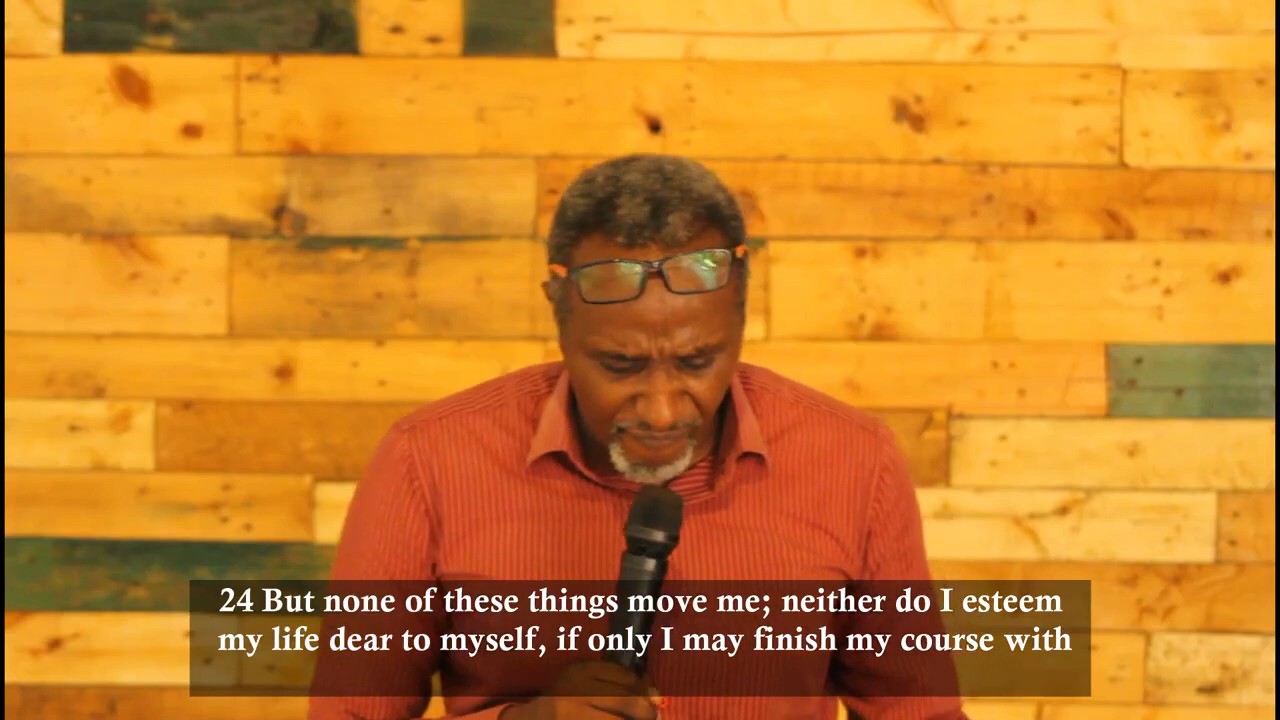 24 But none of these things move me; neither do I esteem
my life dear to myself, if only I may finish my course with